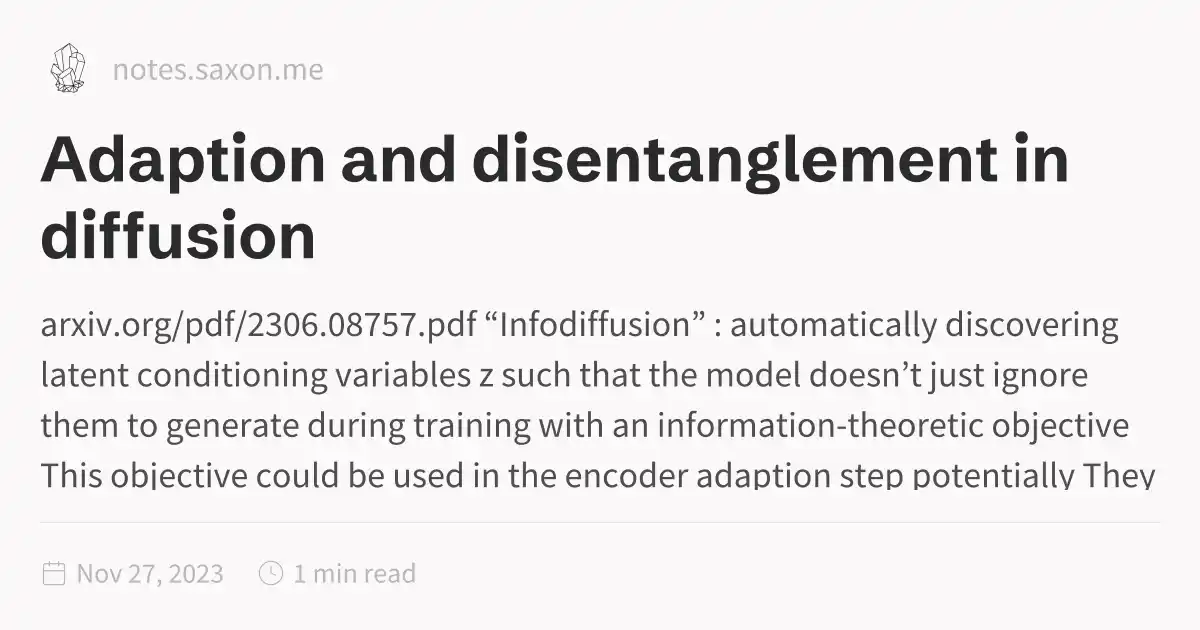 notes.saxon.me
Adaption and disentanglement in
diffusion
arxiv.org/pdf/2306.08757.pdf “Infodiffusion” : automatically discovering
latent conditioning variables z such that the model doesn’t just ignore
them to generate during training with an information-theoretic objective
This objective could be used in the encoder adaption step potentially They
Nov 27, 2023 1 min read